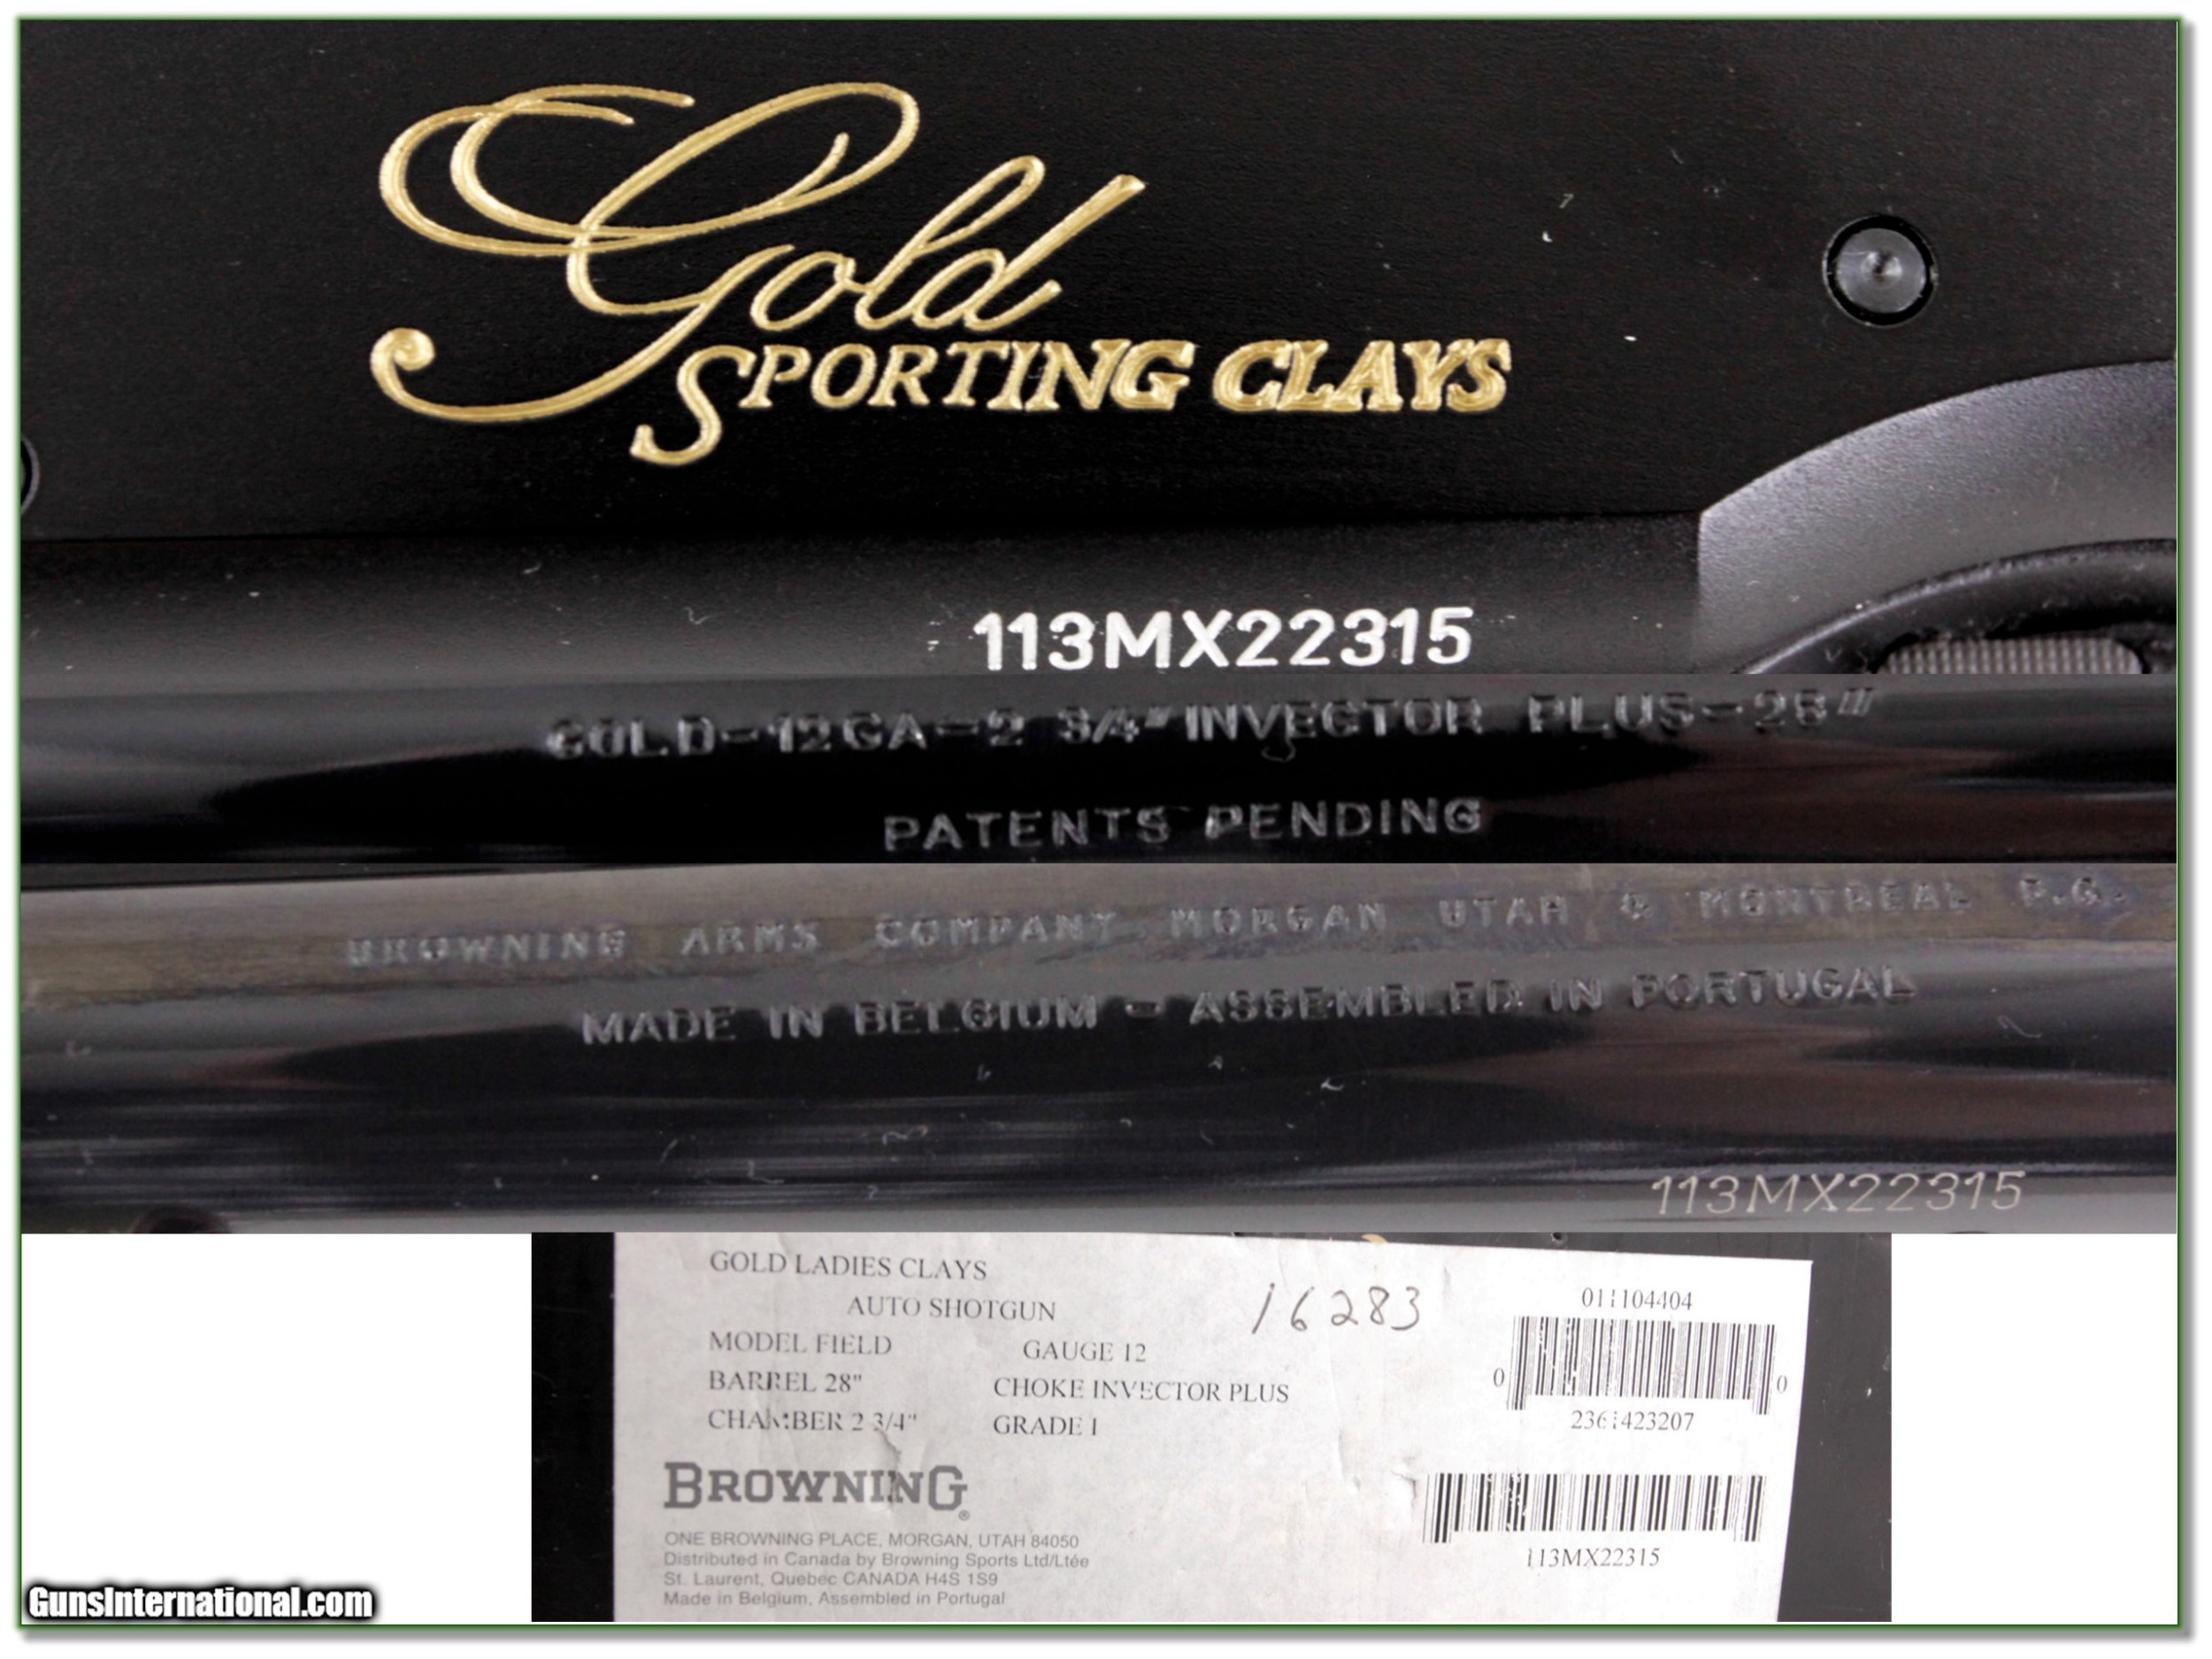 Gold
SPORTING CLAYS
113MX22315
GOLD-12GA-2 3/4" INVECTOR PLUS-28"
PATENTS PENDING
BROWNING ARMS COMPANY MORGAN UTAH & MONTREAL P.Q.
MADE IN BELGIUM - ASSEMBLED IN PORTUGAL
113MX22315
GOLD LADIES CLAYS
AUTO SHOTGUN
16283
011104404
MODEL FIELD GAUGE 12
BARREL 28" CHOKE INVECTOR PLUS
0 0
CHAMBER 2 3/4" GRADE I
2361423207
BROWNING®
ONE BROWNING PLACE, MORGAN, UTAH 84050
Distributed in Canada by Browning Sports Ltd/Ltée
St. Laurent, Quebec CANADA H4S 1S9
Made in Belgium, Assembled in Portugal
113MX22315
GunsInternational.com